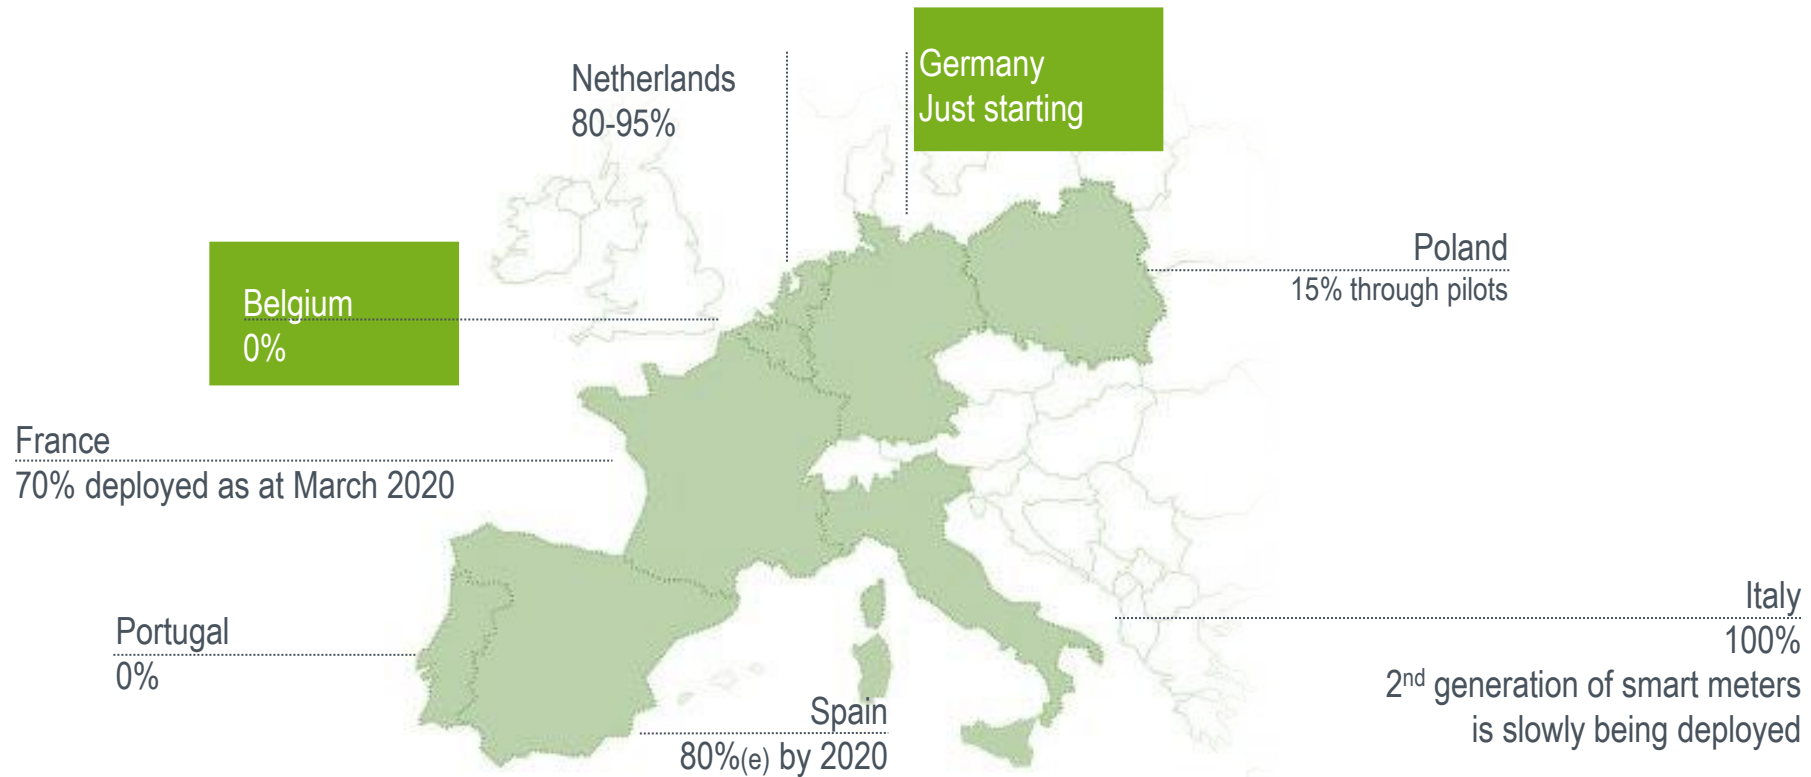 Netherlands
80-95%
Germany
Just starting
Poland
15% through pilots
Belgium
0%
France
70% deployed as at March 2020
Portugal
0%
Spain
80%(e) by 2020
Italy
100%
2nd generation of smart meters
is slowly being deployed